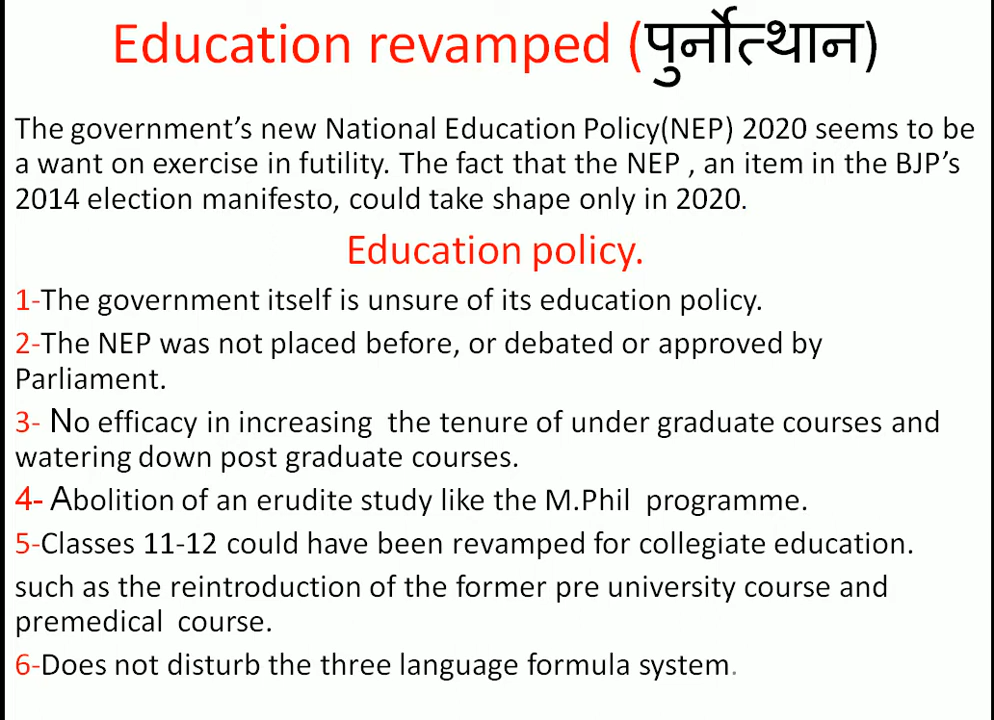 Education revamped (पुर्नोत्थान)
The government's new National Education Policy(NEP) 2020 seems to be
a want on exercise in futility. The fact that the NEP , an item in the BJP's
2014 election manifesto, could take shape only in 2020.
Education policy.
1-The government itself is unsure of its education policy.
2-The NEP was not placed before, or debated or approved by
Parliament.
3- No efficacy in increasing  the tenure of under graduate courses and
watering down post graduate courses.
4- Abolition of an erudite study like the M.Phil  programme.
5-Classes 11-12 could have been revamped for collegiate education.
such as the reintroduction of the former pre university course and
premedical  course.
6-Does not disturb the three language formula system.